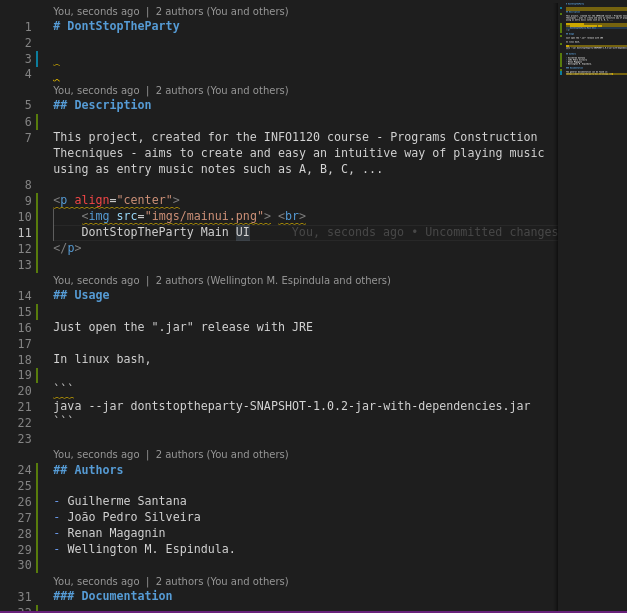 You, seconds ago | 2 authors (You and others)
1 # DontStopTheParty
2
3
4
You, seconds ago | 2 authors (You and others)
5 ## Description
6
7 This project, created for the INFO1120 course - Programs Construction
Thecniques - aims to create and easy an intuitive way of playing music
using as entry music notes such as A, B, C, ...
8
9 <p align="center">
10 <img src="imgs/mainui.png"> <br>
11 DontStopTheParty Main UI You, seconds ago • Uncommitted changes
12 </p>
13
You, seconds ago | 2 authors (Wellington M. Espindula and others)
14 ## Usage
15
16 Just open the ".jar" release with JRE
17
18 In linux bash,
19
20 ```
21 java --jar dontstoptheparty-SNAPSHOT-1.0.2-jar-with-dependencies.jar
22 ```
23
You, seconds ago | 2 authors (You and others)
24 ## Authors
25
26 - Guilherme Santana
27 - João Pedro Silveira
28 - Renan Magagnin
29 - Wellington M. Espindula.
30
You, seconds ago | 2 authors (You and others)
31 ### Documentation